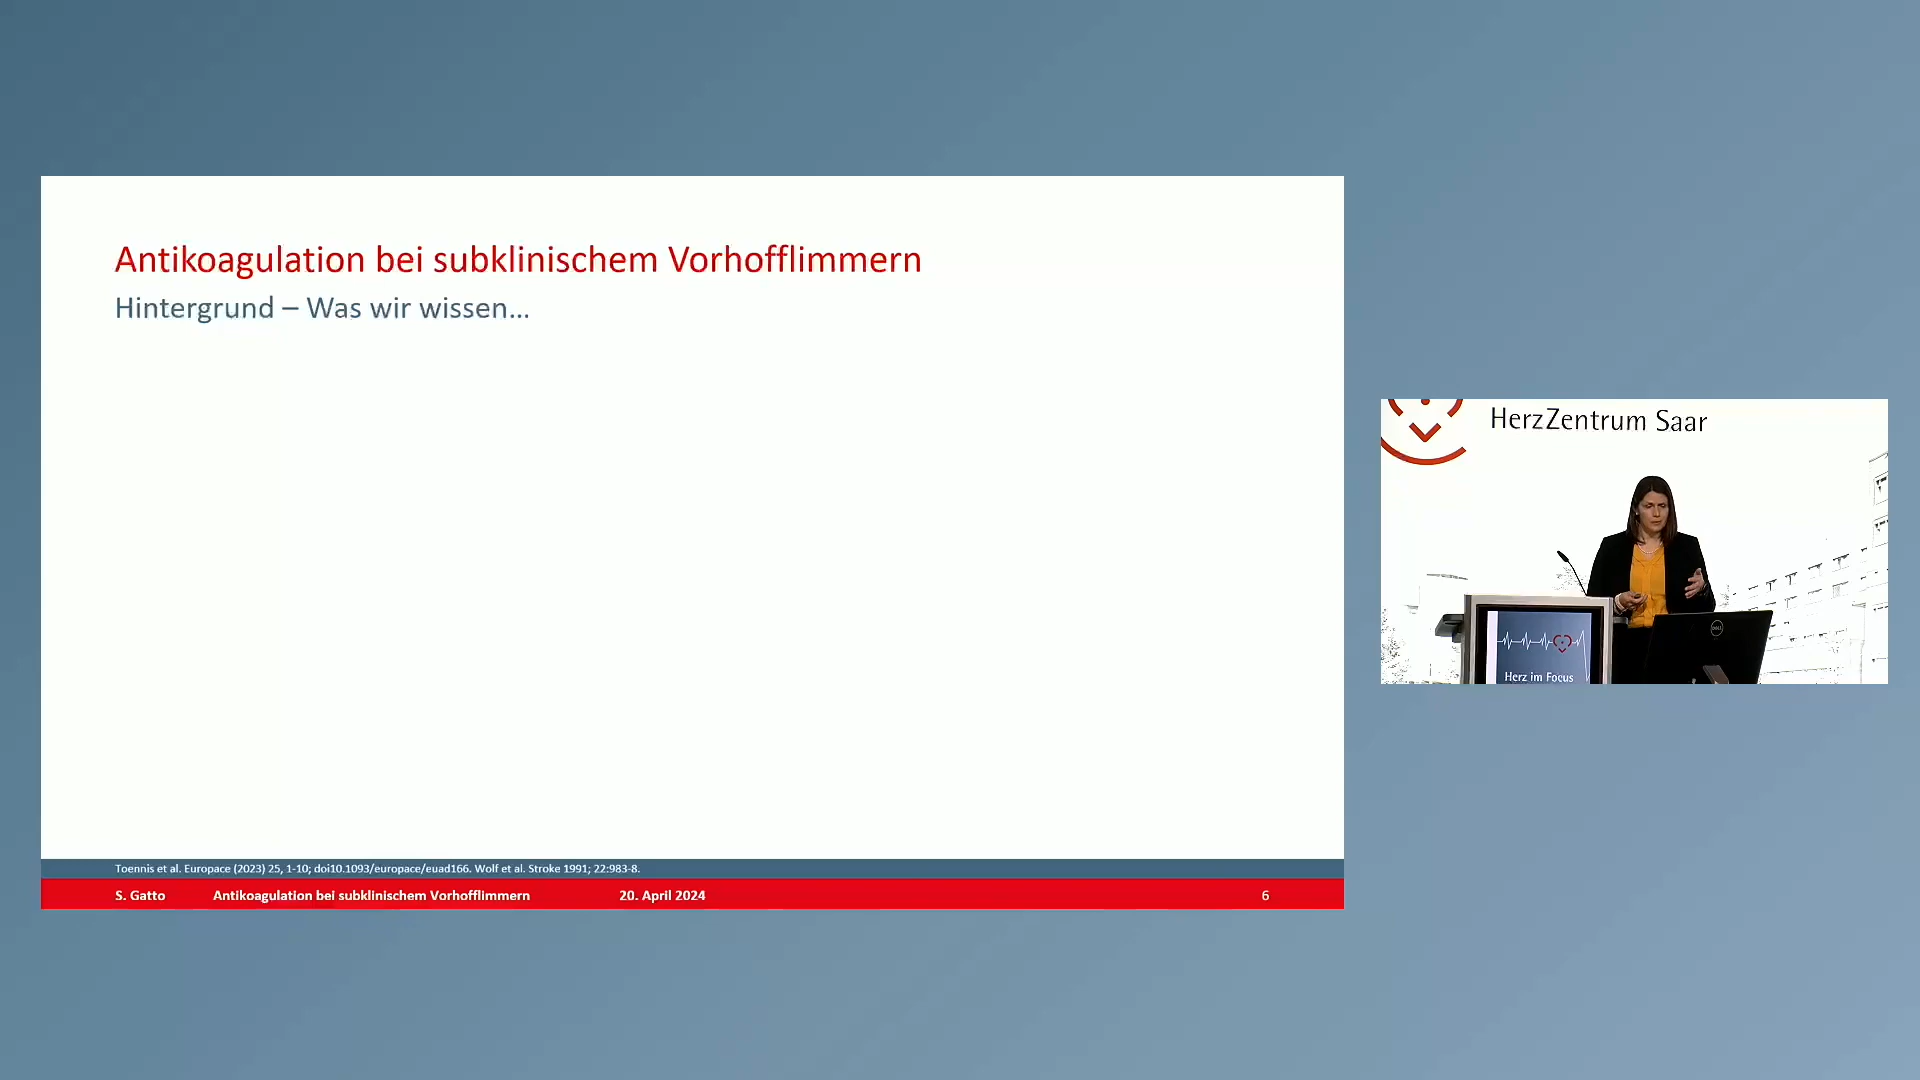 Antikoagulation bei subklinischem Vorhofflimmern
Hintergrund – Was wir wissen...
Toennis et al. Europace (2023) 25, 1-10; doi10.1093/europace/euad166. Wolf et al. Stroke 1991; 22:983-8.
S. Gatto Antikoagulation bei subklinischem Vorhofflimmern 20. April 2024 6
HerzZentrum Saar
DELL
Herz im Focus